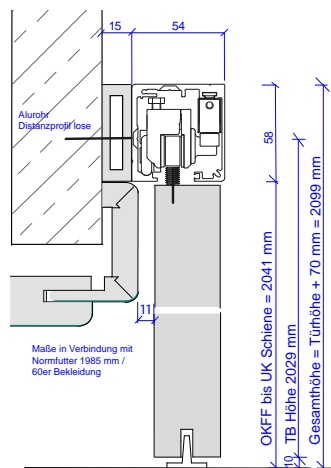 15
54
Alurohr
Distanzprofil lose
58
11
Maße in Verbindung mit
Normfutter 1985 mm /
60er Bekleidung
OKFF bis UK Schiene = 2041 mm
TB Höhe 2029 mm
Gesamthöhe = Türhöhe + 70 mm = 2099 mm
10